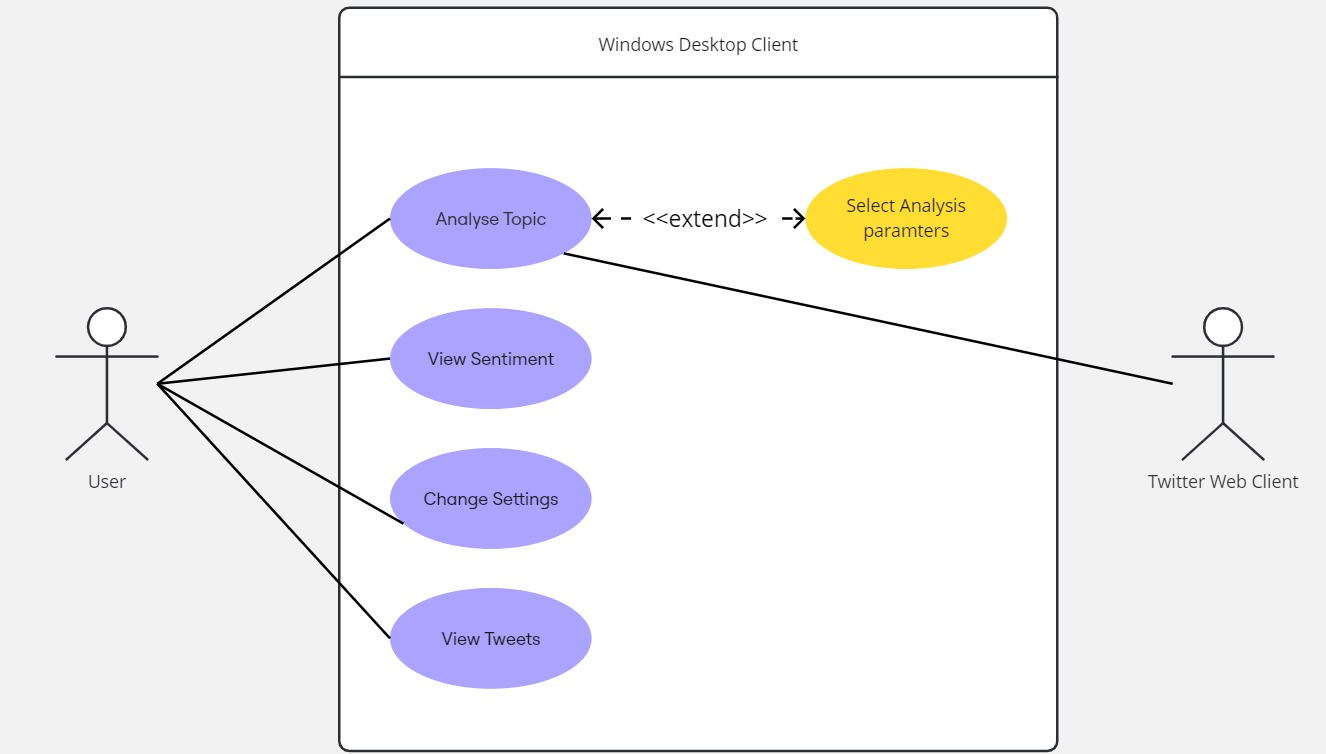 Windows Desktop Client
Analyse Topic
<<extend>>
Select Analysis
paramters
View Sentiment
Change Settings
View Tweets
User
Twitter Web Client